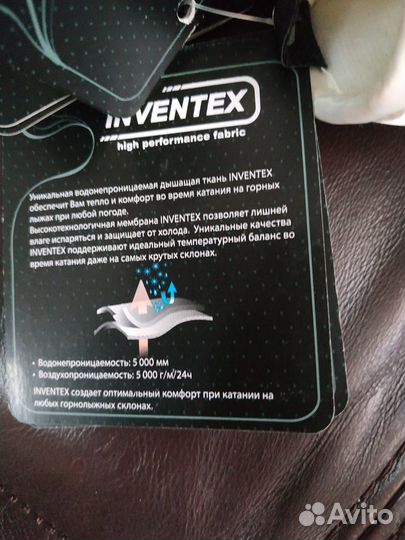 INVENTEX
high performance fabric
Уникальная водонепроницаемая дышащая ткань INVENTEX
обеспечит Вам тепло и комфорт во время катания на горных
лыжах при любой погоде.
Высокотехнологичная мембрана INVENTEX позволяет лишней
влаге испаряться и защищает от холода. Уникальные качества
INVENTEX поддерживают идеальный температурный баланс во
время катания даже на самых крутых склонах.
• Водонепроницаемость: 5 000 мм
• Воздухопроницаемость: 5 000 г/м/24ч
INVENTEX создает оптимальный комфорт при катании на
любых горнолыжных склонах.
Avito